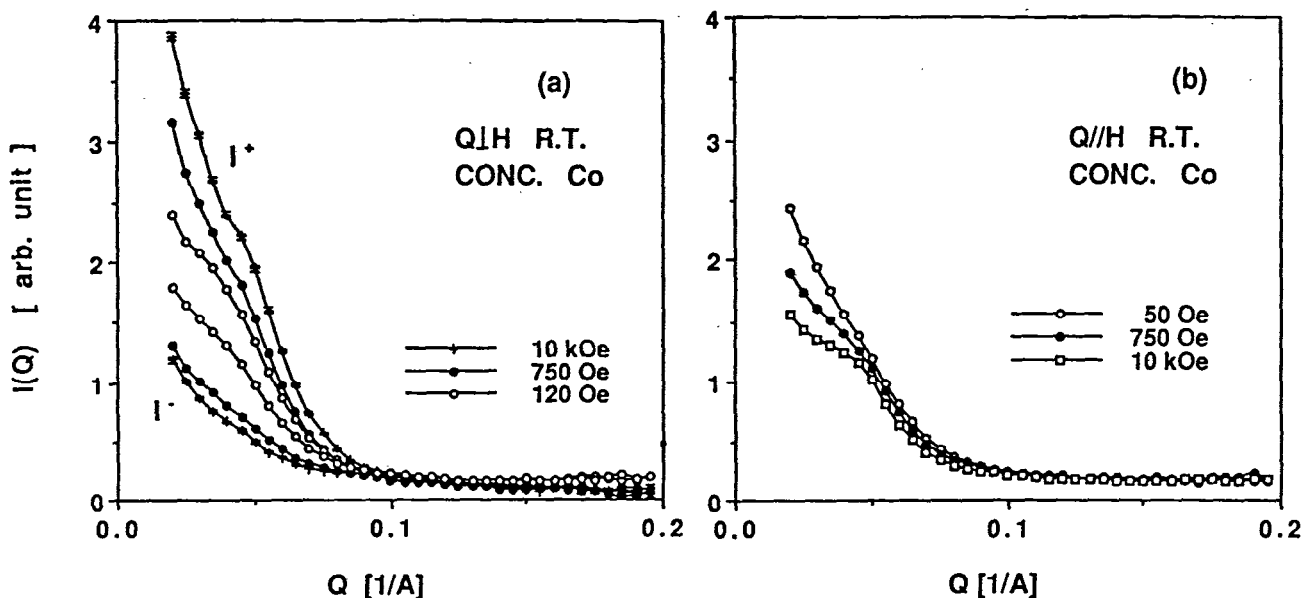 I(Q) [ arb. unit ]
4
3
2
1
0
0.0
0.1
0.2
Q [1/A]
(a)
Q⊥H R.T.
CONC. Co
I+
I-
10 kOe
750 Oe
120 Oe
4
3
2
1
0
0.0
0.1
0.2
Q [1/A]
(b)
Q//H R.T.
CONC. Co
50 Oe
750 Oe
10 kOe